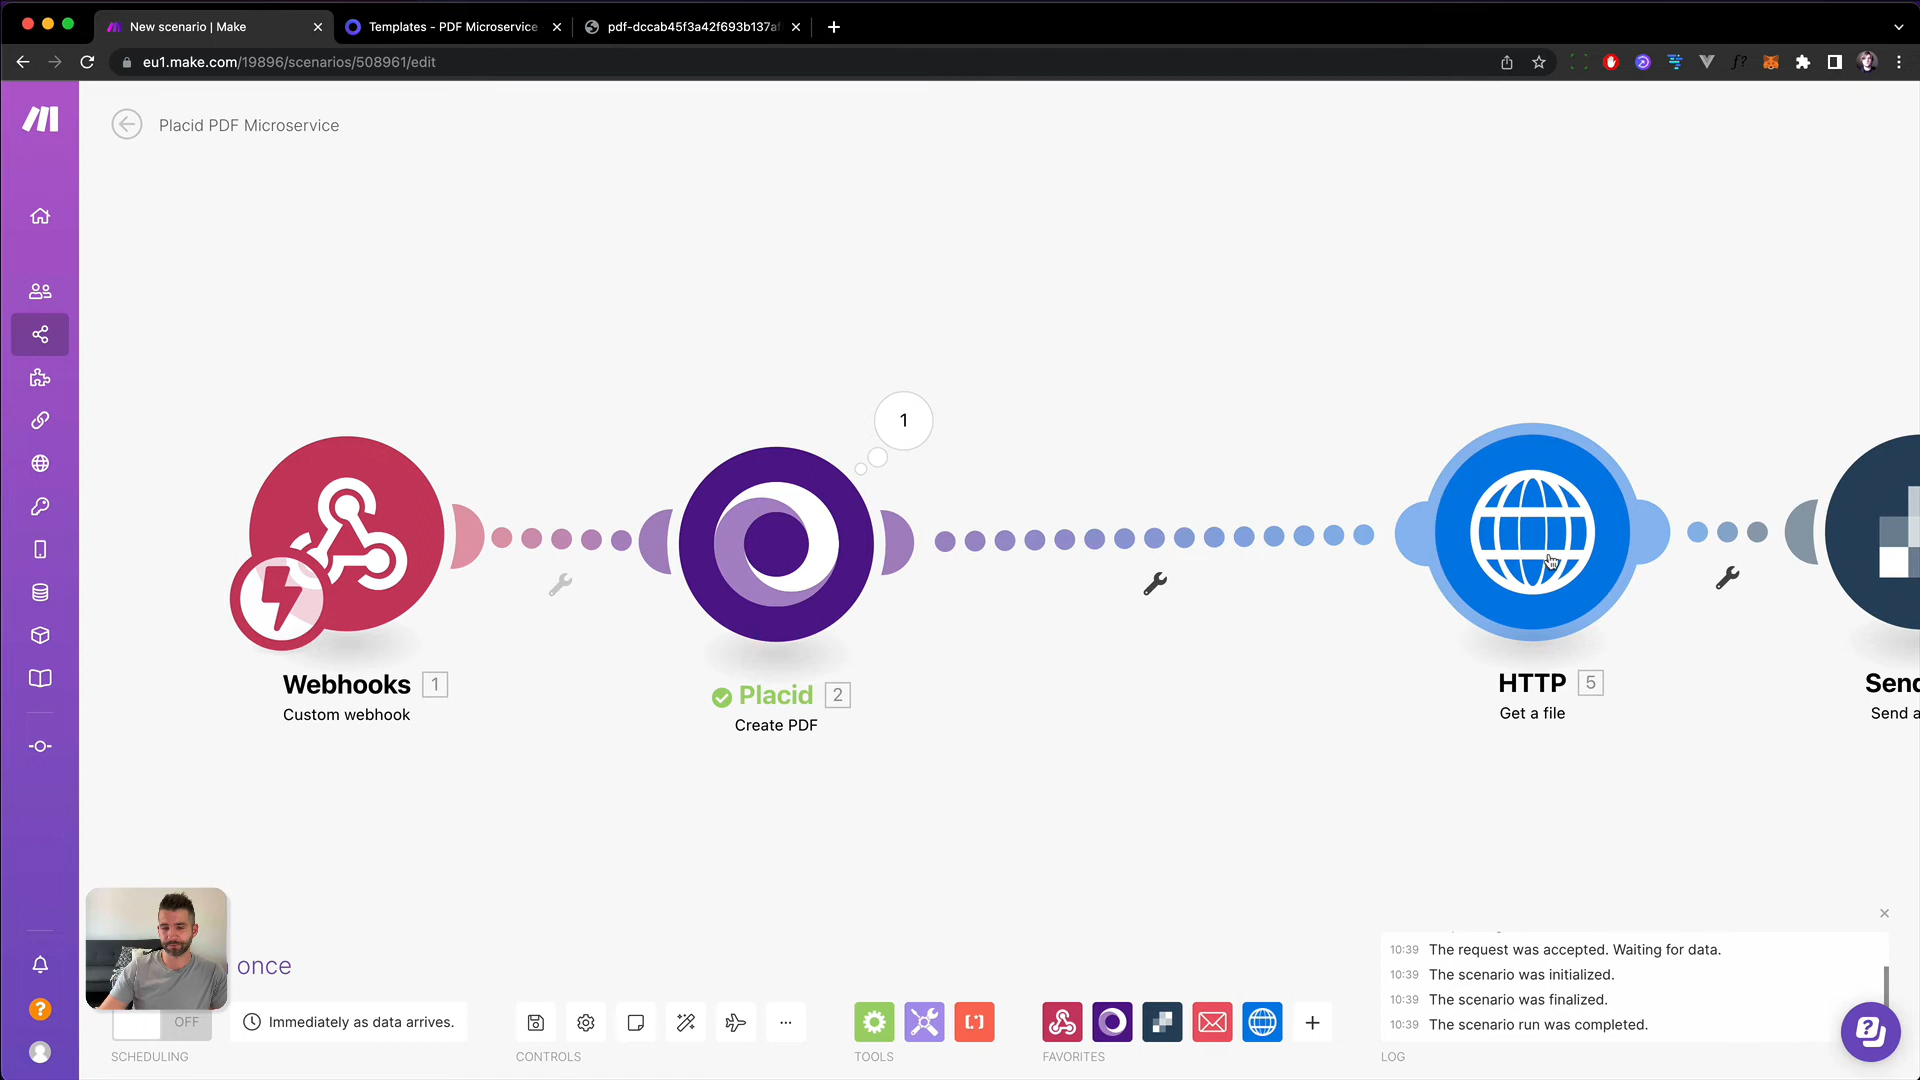 New scenario | Make
Templates - PDF Microservice
pdf-dccab45f3a42f693b137a
eu1.make.com/19896/scenarios/508961/edit
Placid PDF Microservice
1
Webhooks 1
Custom webhook
Placid 2
Create PDF
HTTP 5
Get a file
Send
Send a
once
OFF
Immediately as data arrives.
SCHEDULING
CONTROLS
TOOLS
FAVORITES
10:39 The request was accepted. Waiting for data.
10:39 The scenario was initialized.
10:39 The scenario was finalized.
10:39 The scenario run was completed.
LOG